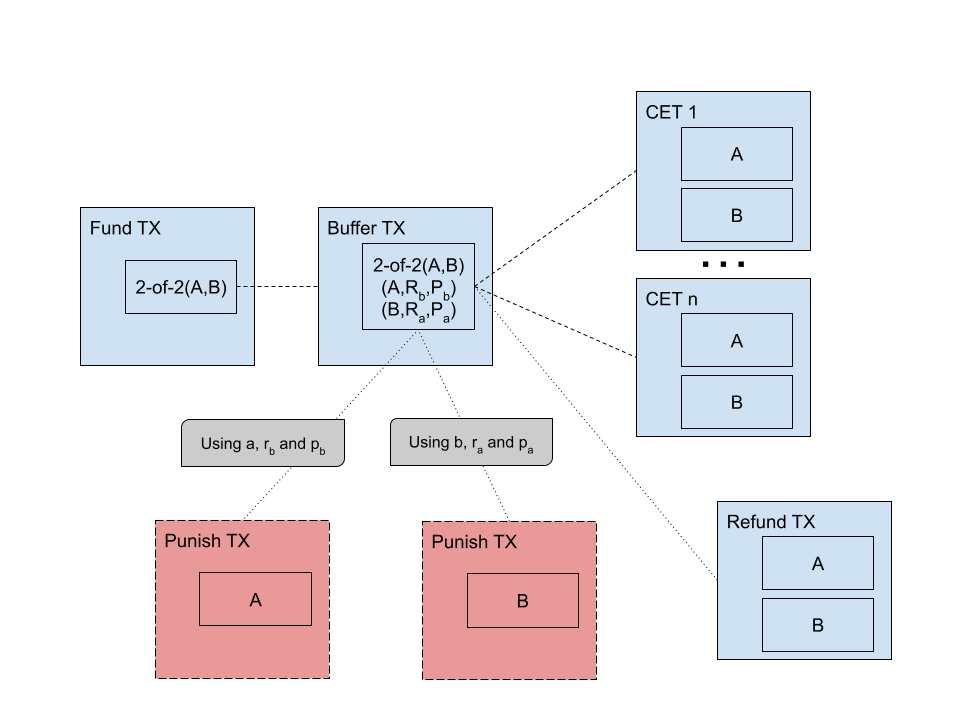 CET 1
A
B
Fund TX
2-of-2(A,B)
Buffer TX
2-of-2(A,B)
(A,R_b,P_b)
(B,R_a,P_a)
...
CET n
A
B
Using a, r_b and p_b
Using b, r_a and p_a
Punish TX
A
Punish TX
B
Refund TX
A
B